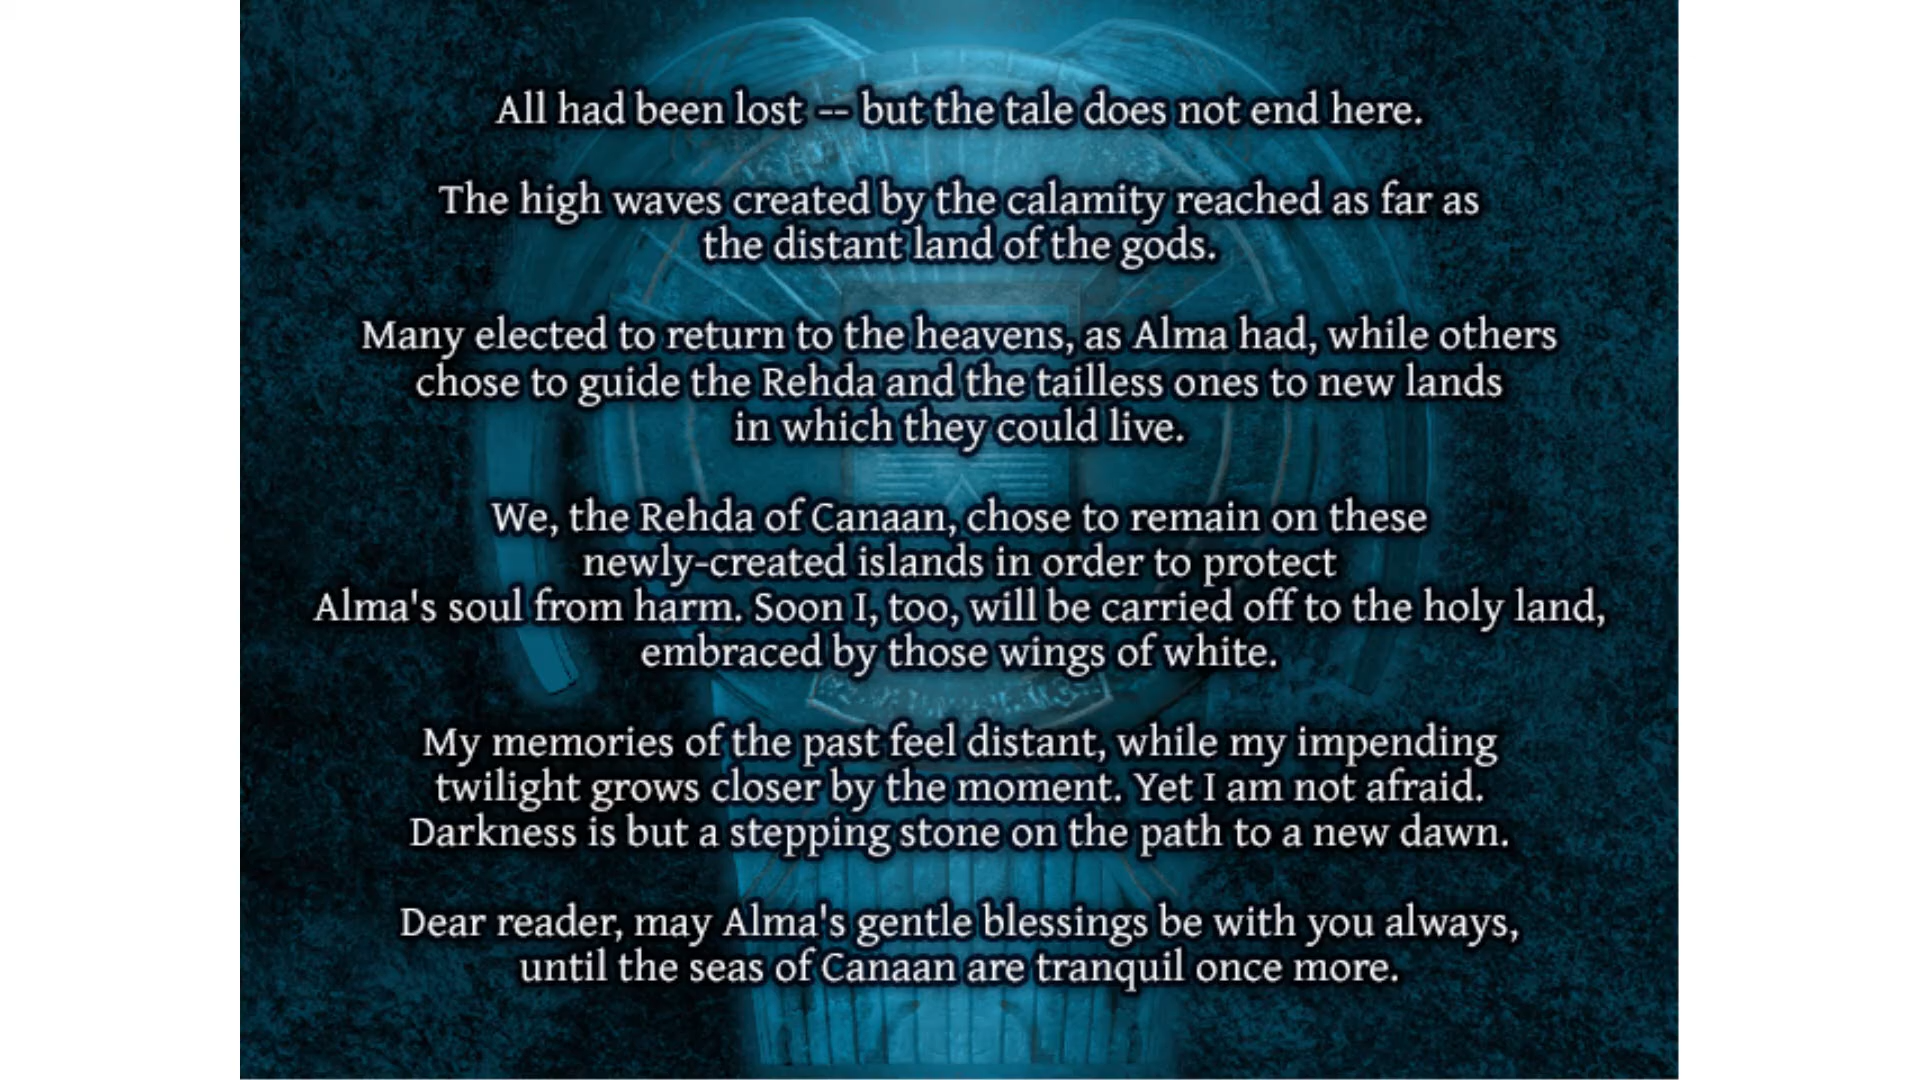 All had been lost -- but the tale does not end here.
The high waves created by the calamity reached as far as
the distant land of the gods.
Many elected to return to the heavens, as Alma had, while others
chose to guide the Rehda and the tailless ones to new lands
in which they could live.
We, the Rehda of Canaan, chose to remain on these
newly-created islands in order to protect
Alma's soul from harm. Soon I, too, will be carried off to the holy land,
embraced by those wings of white.
My memories of the past feel distant, while my impending
twilight grows closer by the moment. Yet I am not afraid.
Darkness is but a stepping stone on the path to a new dawn.
Dear reader, may Alma's gentle blessings be with you always,
until the seas of Canaan are tranquil once more.